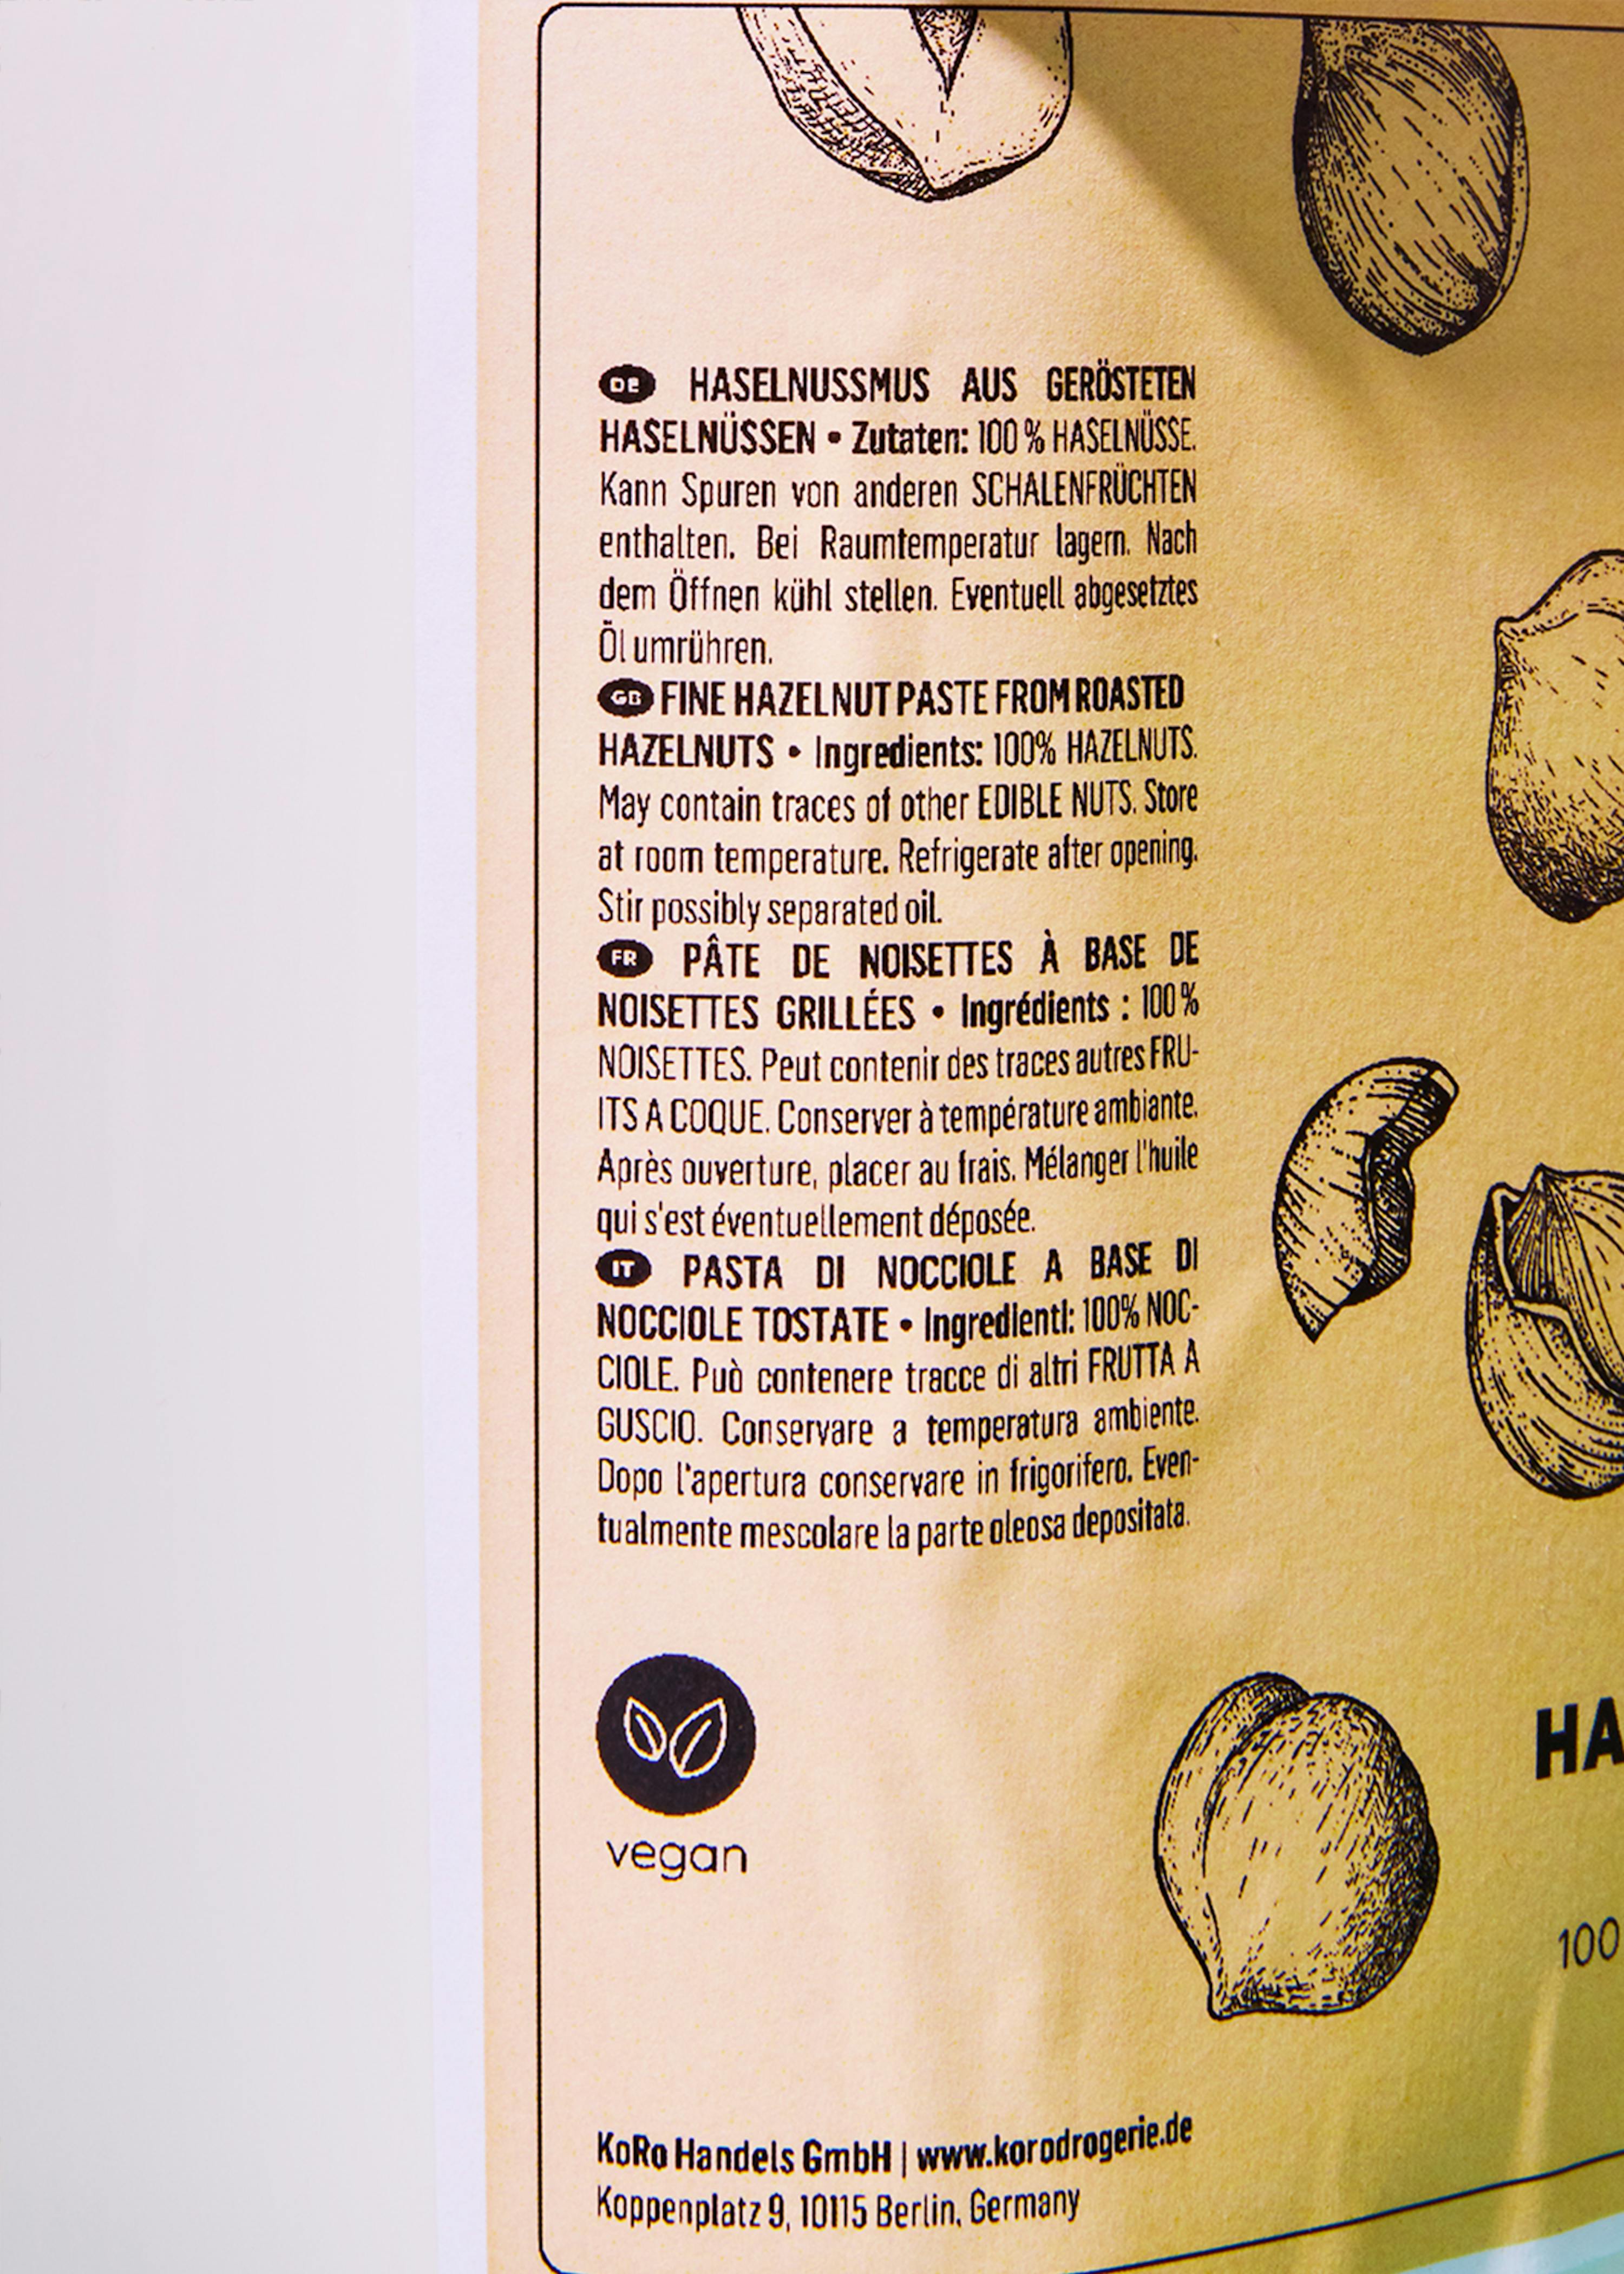 DE HASELNUSSMUS AUS GERÖSTETEN
HASELNÜSSEN • Zutaten: 100 % HASELNÜSSE.
Kann Spuren von anderen SCHALENFRÜCHTEN
enthalten. Bei Raumtemperatur lagern. Nach
dem Öffnen kühl stellen. Eventuell abgesetztes
Öl umrühren.
GB FINE HAZELNUT PASTE FROM ROASTED
HAZELNUTS • Ingredients: 100% HAZELNUTS.
May contain traces of other EDIBLE NUTS. Store
at room temperature. Refrigerate after opening.
Stir possibly separated oil.
FR PÂTE DE NOISETTES À BASE DE
NOISETTES GRILLÉES • Ingrédients : 100 %
NOISETTES. Peut contenir des traces autres FRU-
ITS A COQUE. Conserver à température ambiante.
Après ouverture, placer au frais. Mélanger l'huile
qui s'est éventuellement déposée.
IT PASTA DI NOCCIOLE A BASE DI
NOCCIOLE TOSTATE • Ingredienti: 100% NOC-
CIOLE. Può contenere tracce di altri FRUTTA A
GUSCIO. Conservare a temperatura ambiente.
Dopo l'apertura conservare in frigorifero. Even-
tualmente mescolare la parte oleosa depositata.
vegan
HA
100
KoRo Handels GmbH | www.korodrogerie.de
Koppenplatz 9, 10115 Berlin, Germany